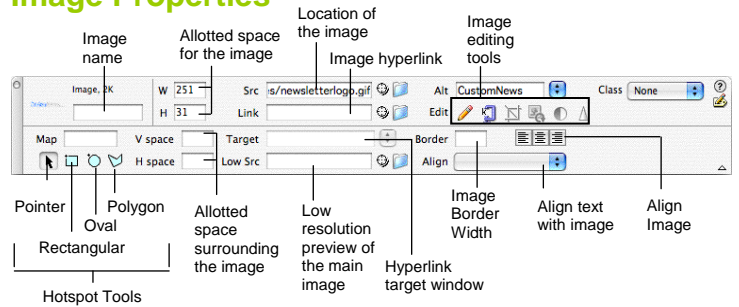 Image Properties
Image
name
Allotted space
for the image
Location of
the image
Image hyperlink
Image
editing
tools
Image, 2K
W 251
Src es/newsletterlogo.gif
Alt CustomNews
Class None
H 31
Link
Edit
Map
V space
Target
Border
H space
Low Src
Align
Pointer
Oval
Polygon
Rectangular
Hotspot Tools
Allotted
space
surrounding
the image
Low
resolution
preview of
the main
image
Hyperlink
target window
Image
Border
Width
Align text
with image
Align
Image